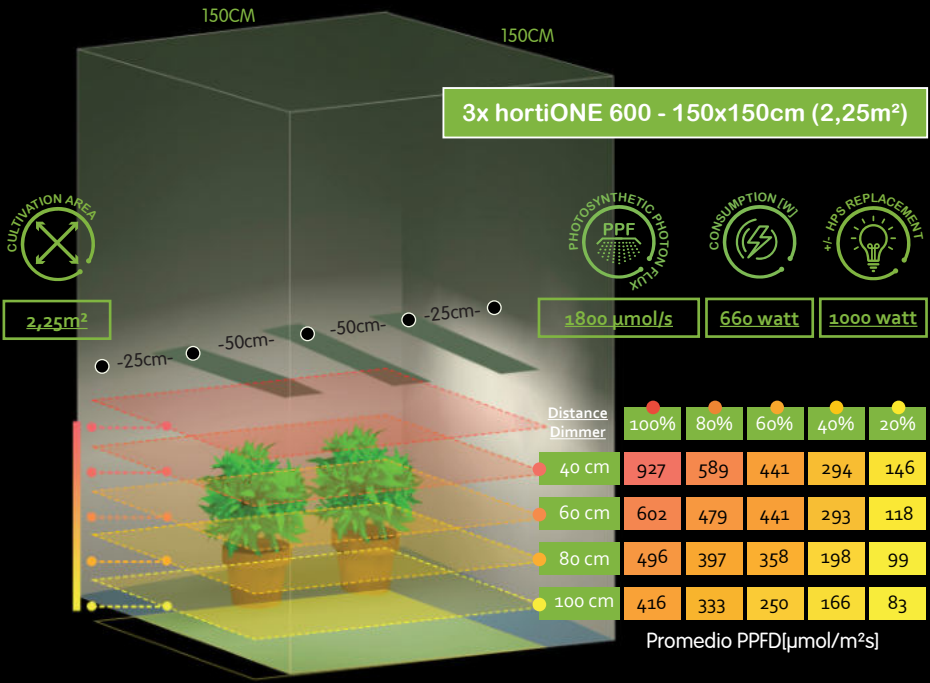 150CM
150CM
3x hortiONE 600 - 150x150cm (2,25m²)
CULTIVATION AREA
2,25m²
PHOTOSYNTHETIC PHOTON FLUX
PPF
1800 µmol/s
CONSUMPTION [W]
660 watt
+/- HPS REPLACEMENT
1000 watt
-25cm- -50cm- -50cm- -25cm-
Distance
Dimmer 100% 80% 60% 40% 20%
40 cm 927 589 441 294 146
60 cm 602 479 441 293 118
80 cm 496 397 358 198 99
100 cm 416 333 250 166 83
Promedio PPFD[µmol/m²s]